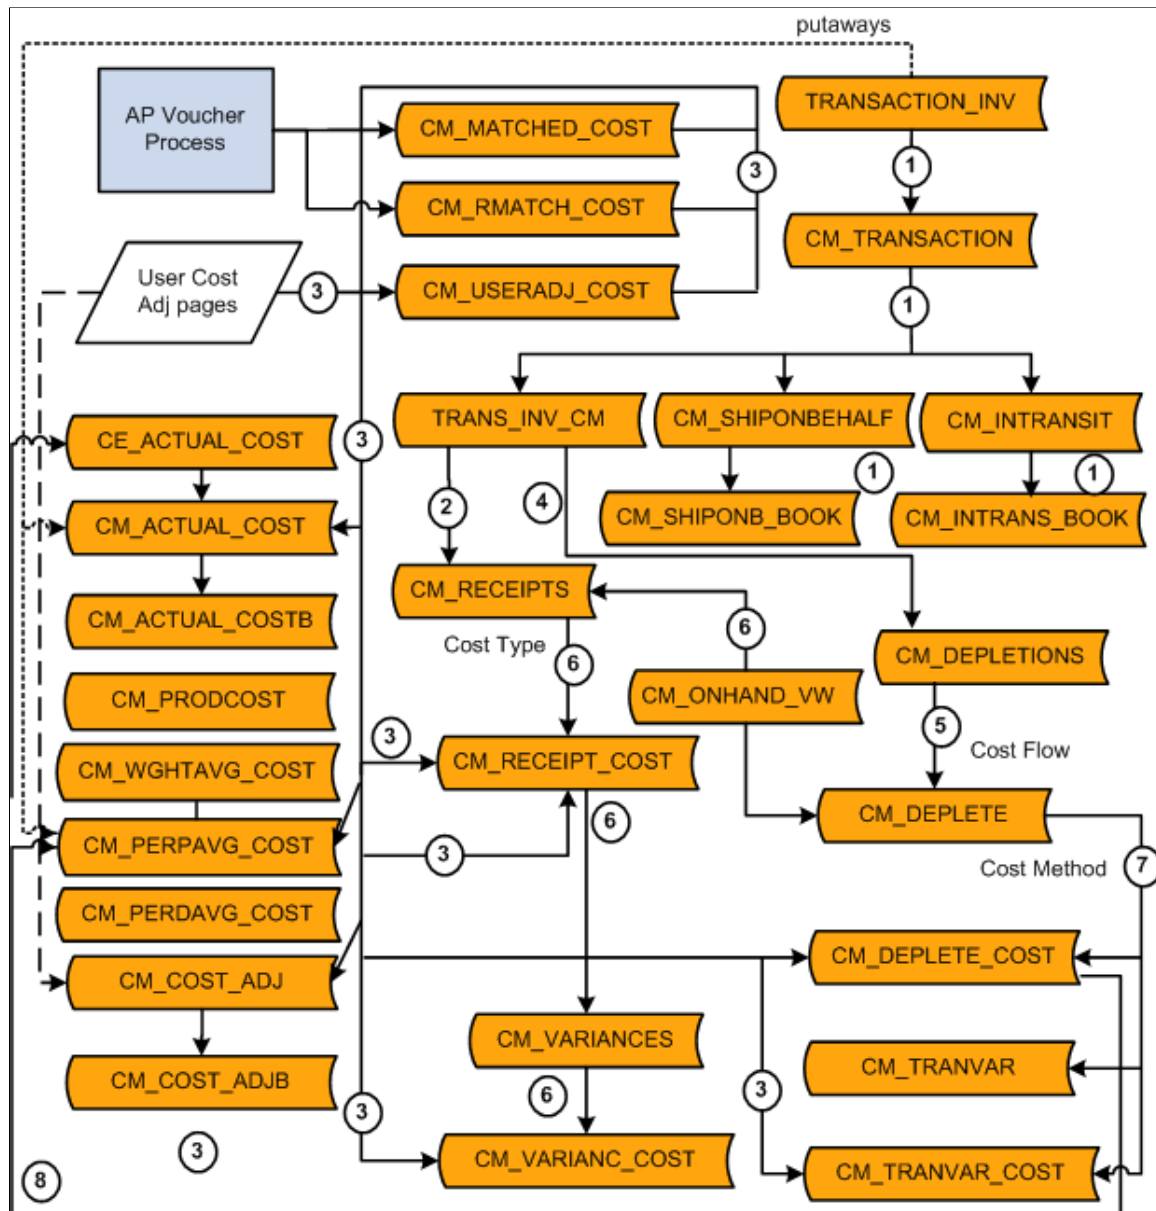 putaways
AP Voucher
Process
CM_MATCHED_COST
TRANSACTION_INV
3
1
CM_RMATCH_COST
CM_TRANSACTION
User Cost
Adj pages
3
CM_USERADJ_COST
1
CE_ACTUAL_COST
3
TRANS_INV_CM
CM_SHIPONBEHALF
CM_INTRANSIT
2
4
1
1
CM_ACTUAL_COST
CM_SHIPONB_BOOK
CM_INTRANS_BOOK
CM_RECEIPTS
CM_ACTUAL_COSTB
Cost Type
6
6
CM_DEPLETIONS
CM_PRODCOST
CM_ONHAND_VW
5
3
Cost Flow
CM_WGHTAVG_COST
CM_RECEIPT_COST
6
CM_DEPLETE
CM_PERPAVG_COST
3
Cost Method
7
CM_PERDAVG_COST
CM_DEPLETE_COST
CM_COST_ADJ
CM_VARIANCES
CM_TRANVAR
CM_COST_ADJB
3
6
3
3
CM_VARIANC_COST
CM_TRANVAR_COST
8